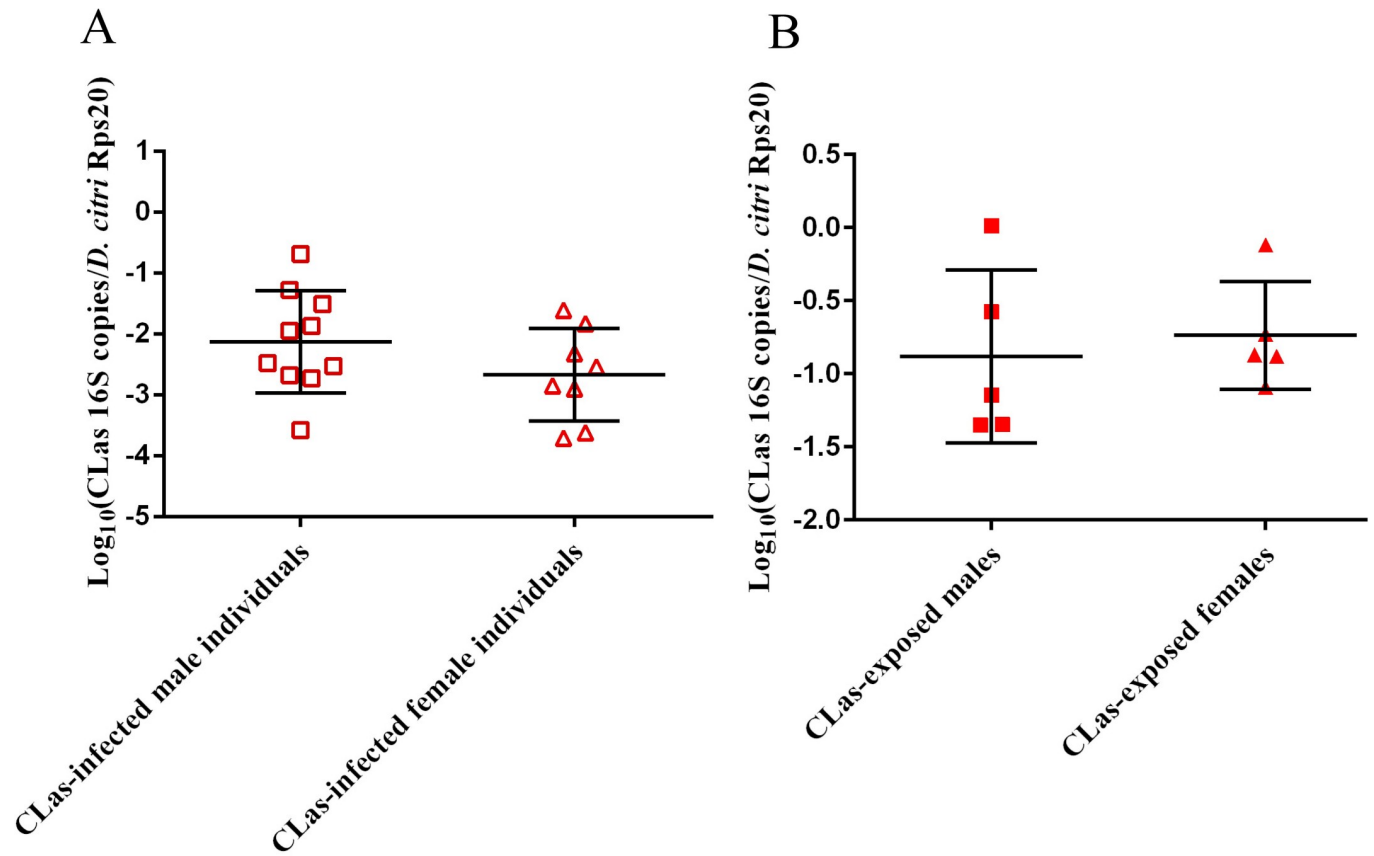 A
Log10(CLas 16S copies/D. citri Rps20)
1
0
-1
-2
-3
-4
-5
CLas-infected male individuals
CLas-infected female individuals
B
Log10(CLas 16S copies/D. citri Rps20)
0.5
0.0
-0.5
-1.0
-1.5
-2.0
CLas-exposed males
CLas-exposed females